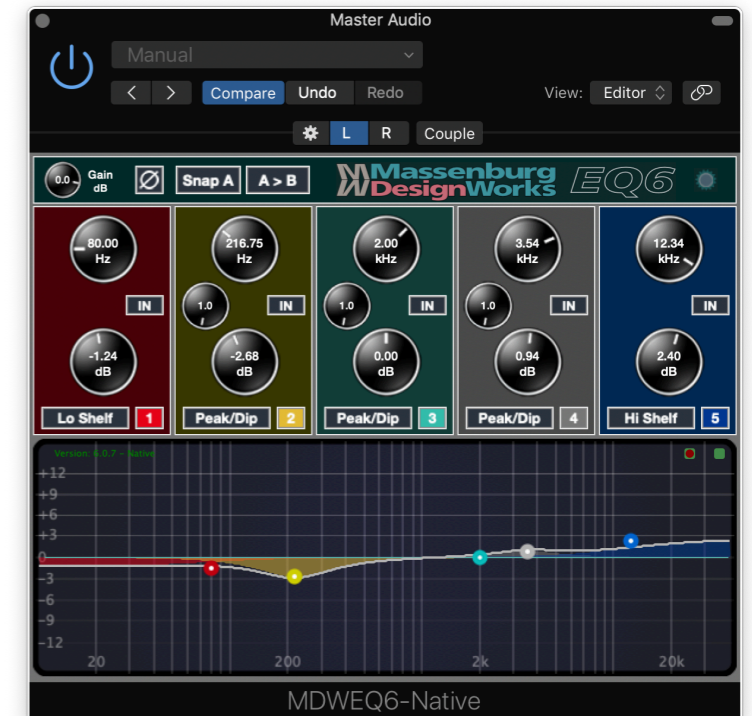 Master Audio
Manual
Compare Undo Redo View: Editor
L R Couple
0.0 Gain dB Ø Snap A A > B Massenburg DesignWorks EQ6
80.00 Hz 216.75 Hz 2.00 kHz 3.54 kHz 12.34 kHz
IN 1.0 IN 1.0 IN 1.0 IN IN
-1.24 dB -2.68 dB 0.00 dB 0.94 dB 2.40 dB
Lo Shelf 1 Peak/Dip 2 Peak/Dip 3 Peak/Dip 4 Hi Shelf 5
Version: 6.0.7 - Native
+12
+9
+6
+3
0
-3
-6
-9
-12
20 200 2k 20k
MDWEQ6-Native